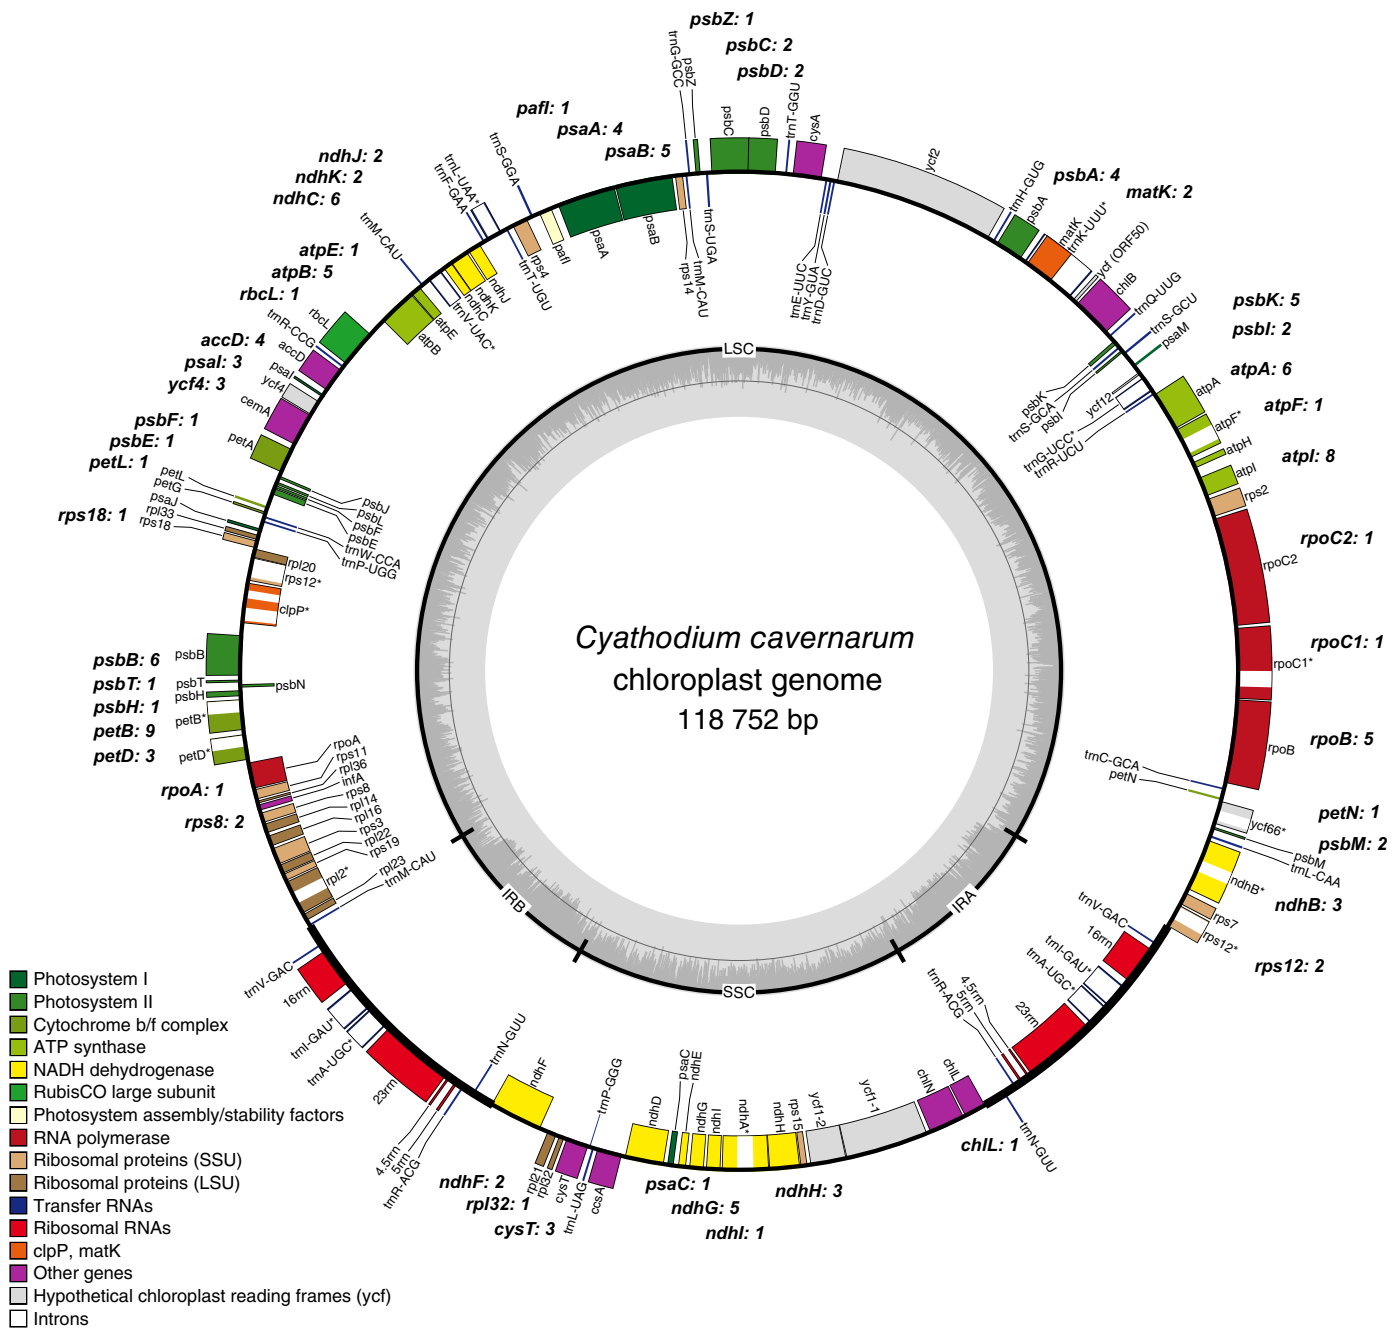 psbZ: 1
psbC: 2
psbD: 2
pafI: 1
psaA: 4
psaB: 5
ndhJ: 2
ndhK: 2
ndhC: 6
atpE: 1
atpB: 5
rbcL: 1
accD: 4
psaI: 3
ycf4: 3
psbF: 1
psbE: 1
petL: 1
rps18: 1
psbB: 6
psbT: 1
psbH: 1
petB: 9
petD: 3
rpoA: 1
rps8: 2
psbA: 4
matK: 2
psbK: 5
psbI: 2
atpA: 6
atpF: 1
atpI: 8
rpoC2: 1
rpoC1: 1
rpoB: 5
petN: 1
psbM: 2
ndhB: 3
rps12: 2
chlL: 1
ndhH: 3
psaC: 1
ndhG: 5
ndhI: 1
ndhF: 2
rpl32: 1
cysT: 3
trnG-GCC
psbZ
psbC
psbD
trnT-GGU
cysA
ycf2
trnH-GUG
psbA
matK
trnK-UUU*
ycf (ORF50)
chlB
trnQ-UUG
trnS-GCU
psaM
psbK
trnS-GCA
psbI
ycf12
trnG-UCC*
trnR-UCU
atpA
atpF*
atpH
atpI
rps2
rpoC2
rpoC1*
rpoB
trnC-GCA
petN
ycf66*
psbM
trnL-CAA
ndhB*
rps7
rps12*
trnV-GAC
16rrn
trnI-GAU*
trnA-UGC*
23rrn
4.5rrn
5rrn
trnR-ACG
trnN-GUU
chlL
chlN
ycf1-1
ycf1-2
rps15
ndhH
ndhA*
ndhI
ndhG
ndhE
psaC
ndhD
ccsA
trnL-UAG
trnP-GGG
cysT
rpl32
rpl21
ndhF
trnN-GUU
trnR-ACG
5rrn
4.5rrn
23rrn
trnA-UGC*
trnI-GAU*
16rrn
trnV-GAC
trnM-CAU
rpl23
rpl2*
rps19
rpl22
rps3
rpl16
rpl14
rps8
infA
rpl36
rps11
rpoA
petD*
petB*
psbH
psbN
psbT
psbB
clpP*
rps12*
rpl20
rps18
rpl33
psaJ
trnP-UGG
trnW-CCA
petG
petL
psbE
psbF
psbL
psbJ
petA
cemA
ycf4
psaI
accD
trnR-CCG
rbcL
atpB
atpE
trnM-CAU
trnV-UAC*
ndhC
ndhK
ndhJ
trnF-GAA
trnL-UAA*
trnT-UGU
rps4
trnS-GGA
pafI
psaA
psaB
rps14
trnM-CAU
trnS-UGA
trnE-UUC
trnY-GUA
trnD-GUC
LSC
IRB
IRA
SSC
Cyathodium cavernarum
chloroplast genome
118 752 bp
Photosystem I
Photosystem II
Cytochrome b/f complex
ATP synthase
NADH dehydrogenase
RubisCO large subunit
Photosystem assembly/stability factors
RNA polymerase
Ribosomal proteins (SSU)
Ribosomal proteins (LSU)
Transfer RNAs
Ribosomal RNAs
clpP, matK
Other genes
Hypothetical chloroplast reading frames (ycf)
Introns